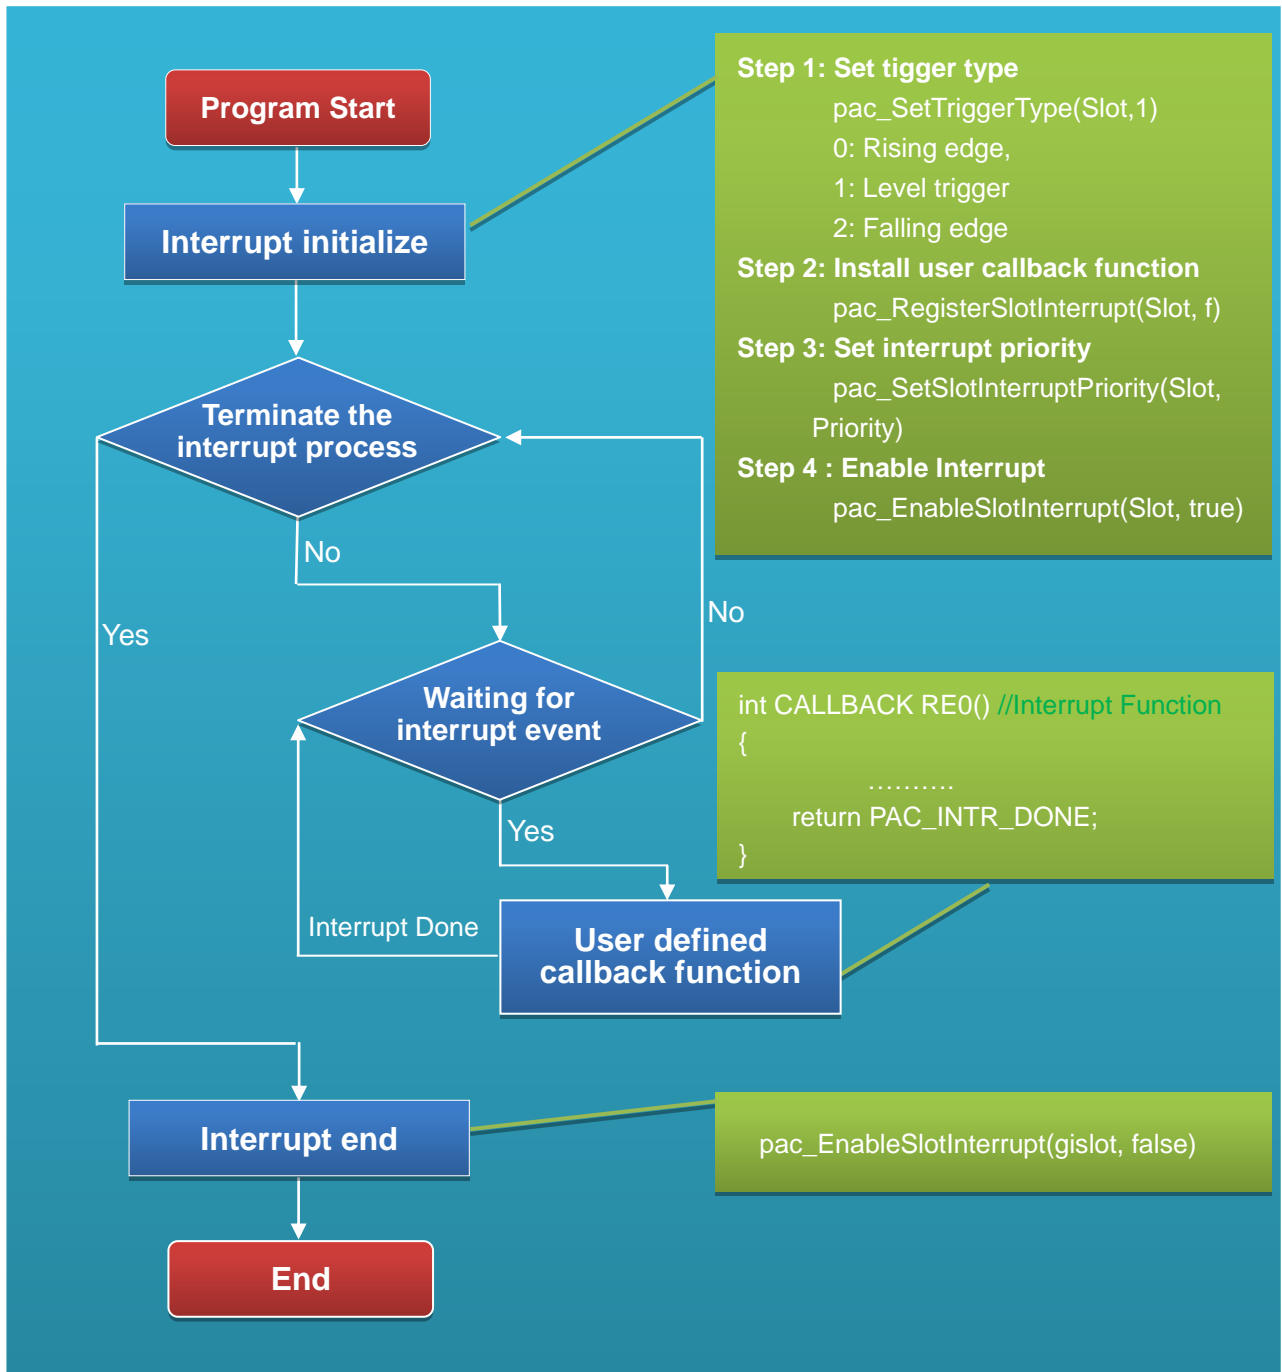 Program Start
Interrupt initialize
Step 1: Set tigger type
pac_SetTriggerType(Slot,1)
0: Rising edge,
1: Level trigger
2: Falling edge
Step 2: Install user callback function
pac_RegisterSlotInterrupt(Slot, f)
Step 3: Set interrupt priority
pac_SetSlotInterruptPriority(Slot,
Priority)
Step 4 : Enable Interrupt
pac_EnableSlotInterrupt(Slot, true)
Terminate the
interrupt process
No
Yes
No
Waiting for
interrupt event
int CALLBACK RE0() //Interrupt Function
{
..........
return PAC_INTR_DONE;
}
Yes
Interrupt Done
User defined
callback function
Interrupt end
pac_EnableSlotInterrupt(gislot, false)
End